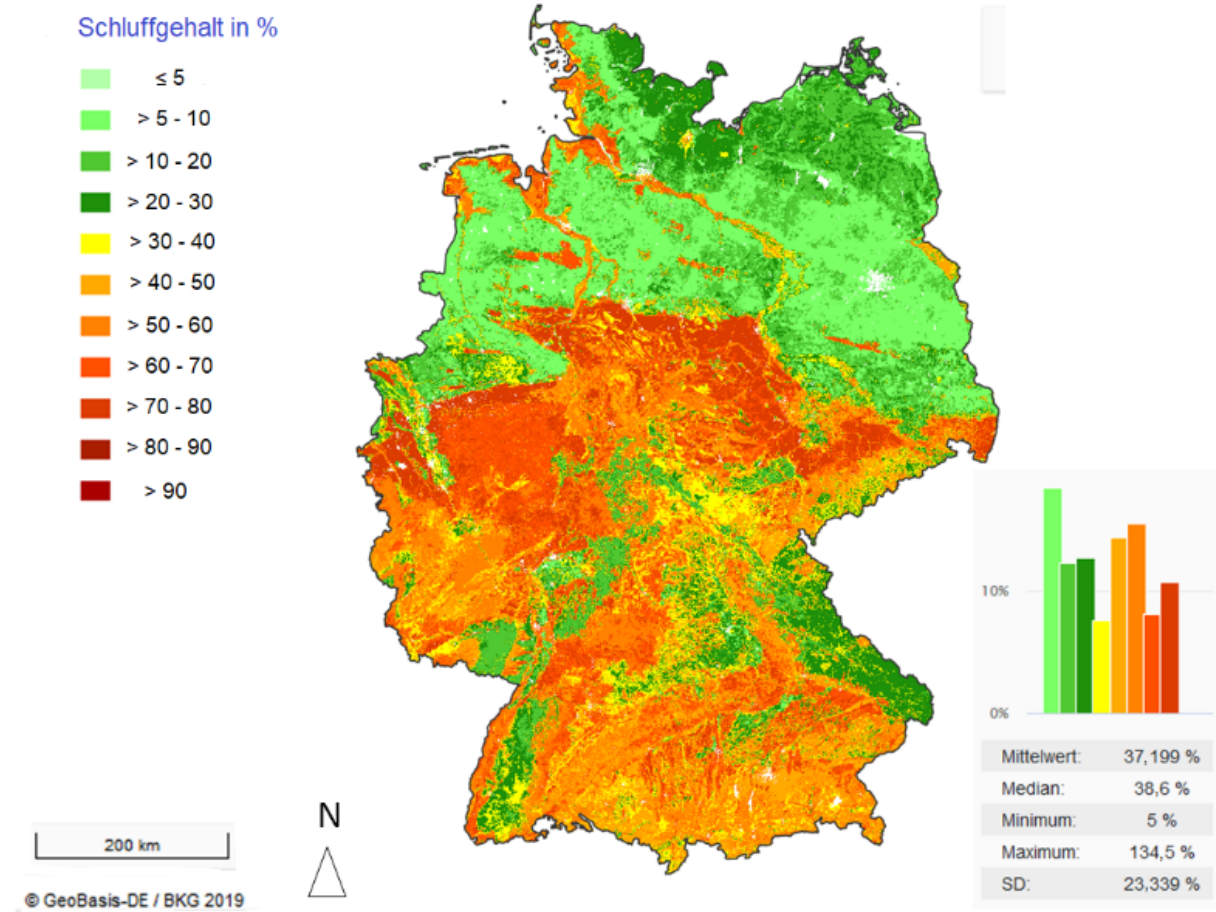 Schluffgehalt in %
≤ 5
> 5 - 10
> 10 - 20
> 20 - 30
> 30 - 40
> 40 - 50
> 50 - 60
> 60 - 70
> 70 - 80
> 80 - 90
> 90
10%
0%
Mittelwert: 37,199 %
Median: 38,6 %
Minimum: 5 %
Maximum: 134,5 %
SD: 23,339 %
N
200 km
© GeoBasis-DE / BKG 2019